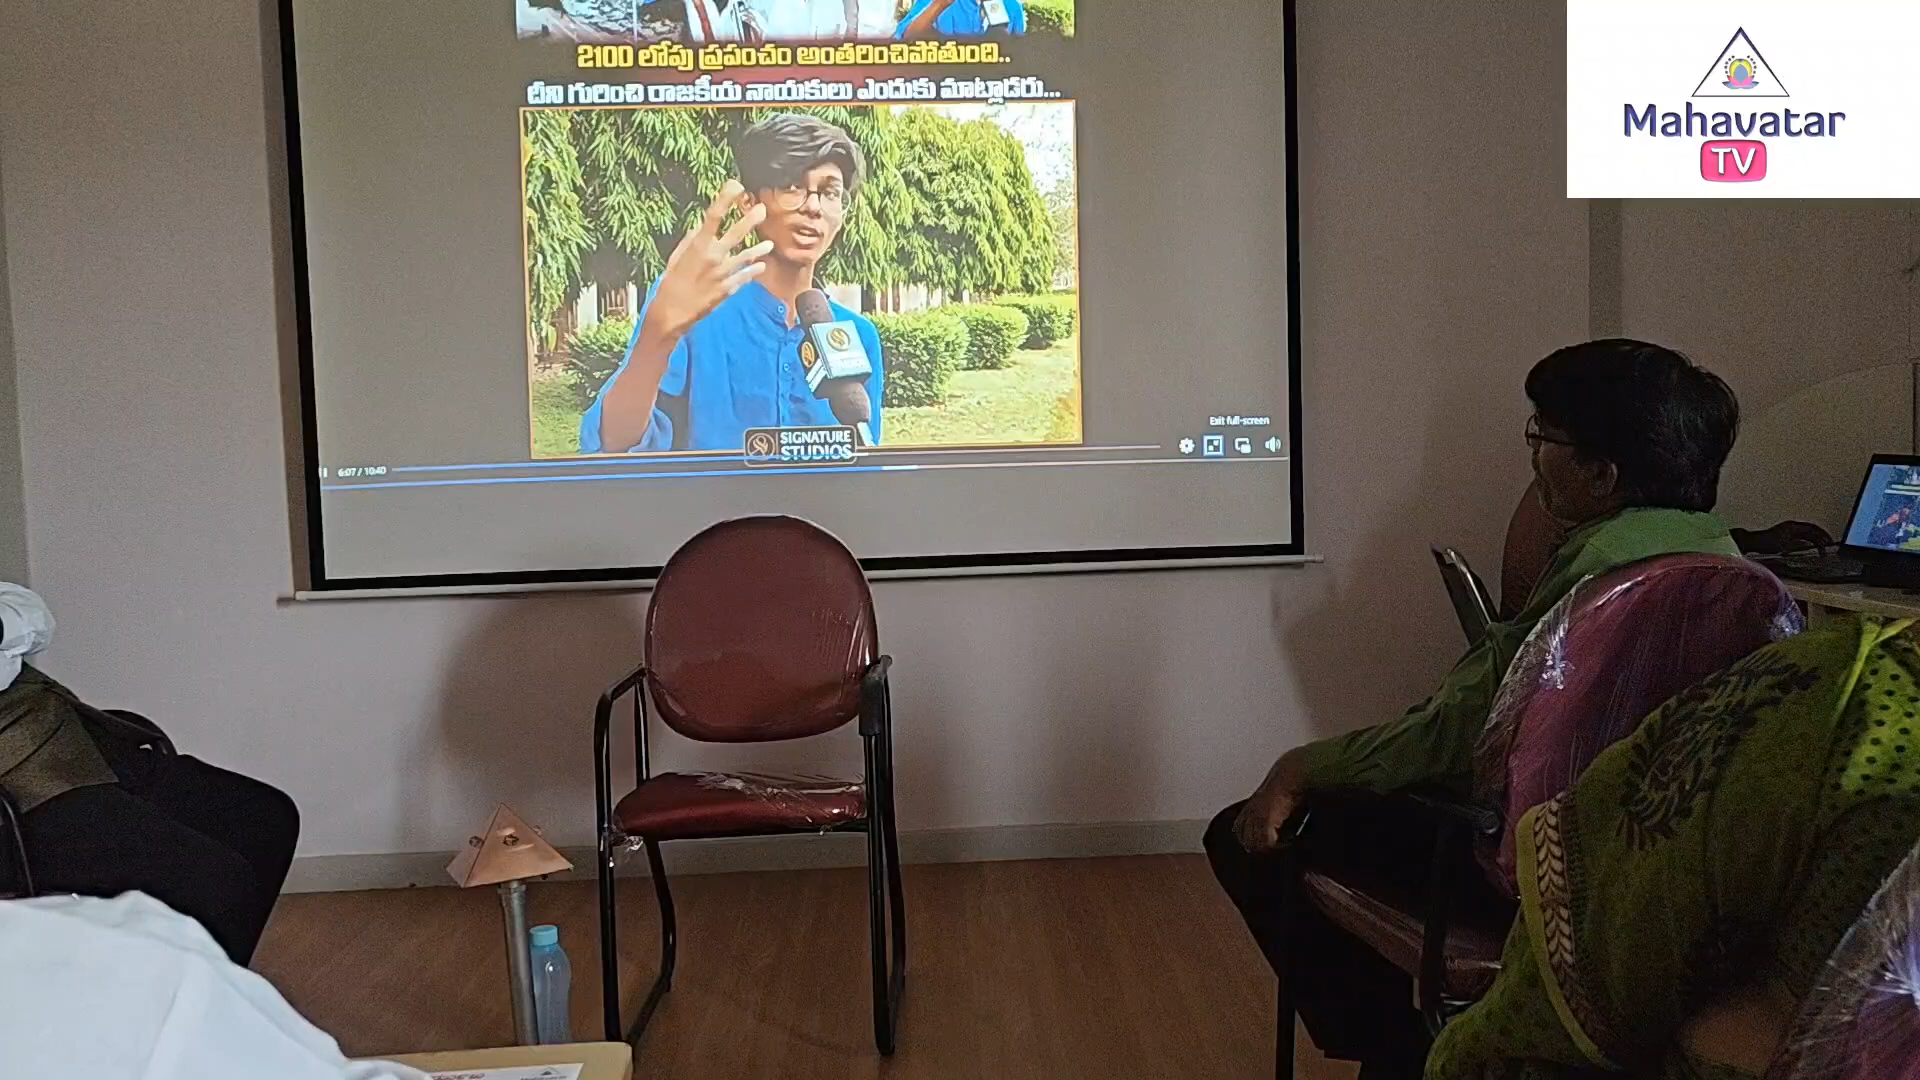 2100 లోపు ప్రపంచం అంతరించిపోతుంది..
దీని గురించి రాజకీయ నాయకులు ఎందుకు మాట్లాడరు...
Mahavatar
TV
Exit full-screen
SIGNATURE
STUDIOS
6:07 / 10:40